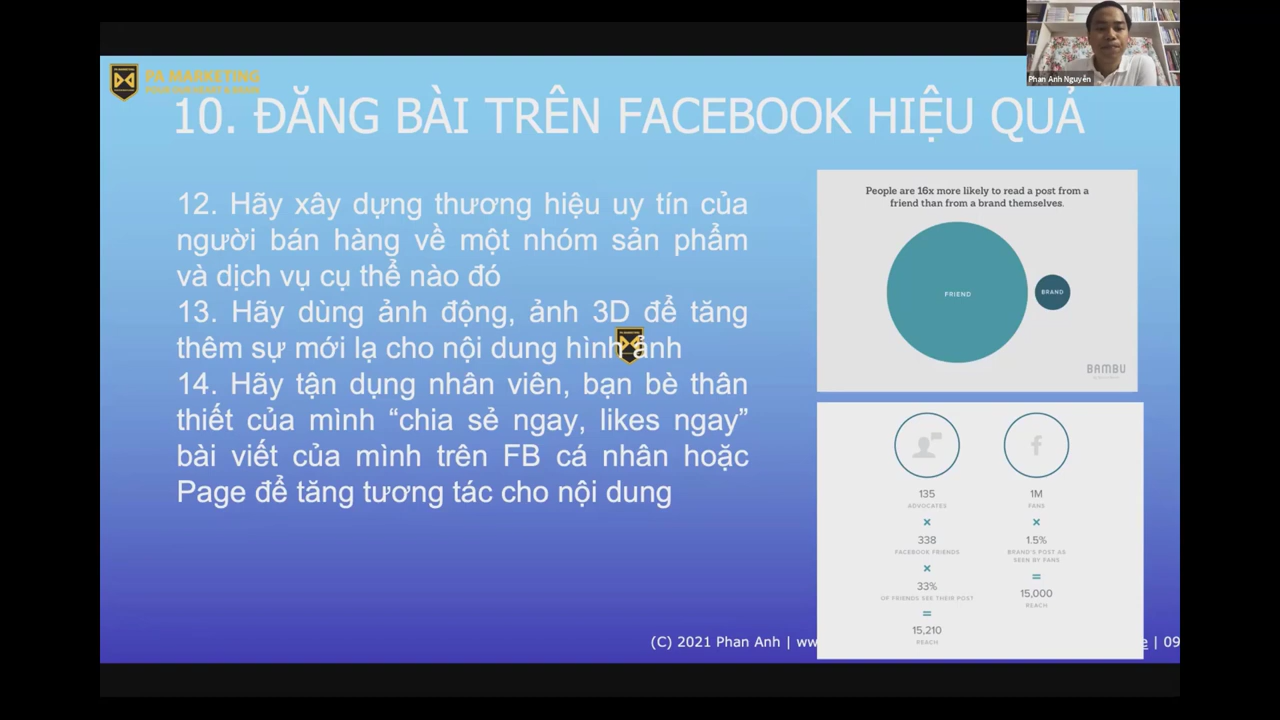 PA MARKETING
Phan Anh Nguyễn
10. ĐĂNG BÀI TRÊN FACEBOOK HIỆU QUẢ
12. Hãy xây dựng thương hiệu uy tín của
người bán hàng về một nhóm sản phẩm
và dịch vụ cụ thể nào đó
13. Hãy dùng ảnh động, ảnh 3D để tăng
thêm sự mới lạ cho nội dung hình ảnh
14. Hãy tận dụng nhân viên, bạn bè thân
thiết của mình “chia sẻ ngay, likes ngay”
bài viết của mình trên FB cá nhân hoặc
Page để tăng tương tác cho nội dung
People are 16x more likely to read a post from a
friend than from a brand themselves.
FRIEND
BRAND
BAMBU
135
ADVOCATES
×
338
FACEBOOK FRIENDS
×
33%
OF FRIENDS SEE THEIR POST
=
15,210
REACH
1M
FANS
×
1.5%
BRAND'S POST AS
SEEN BY FANS
=
15,000
REACH
(C) 2021 Phan Anh | ww
e | 09